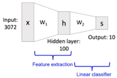 Input:
3072
x
W₁
h
W₂
s
Output: 10
Hidden layer:
100
Feature extraction
Linear classifier